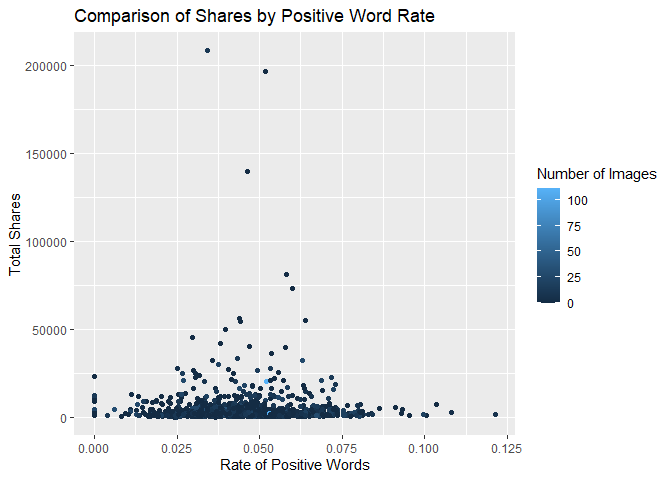 Comparison of Shares by Positive Word Rate
Total Shares
200000
150000
100000
50000
0
0.000 0.025 0.050 0.075 0.100 0.125
Rate of Positive Words
Number of Images
100
75
50
25
0